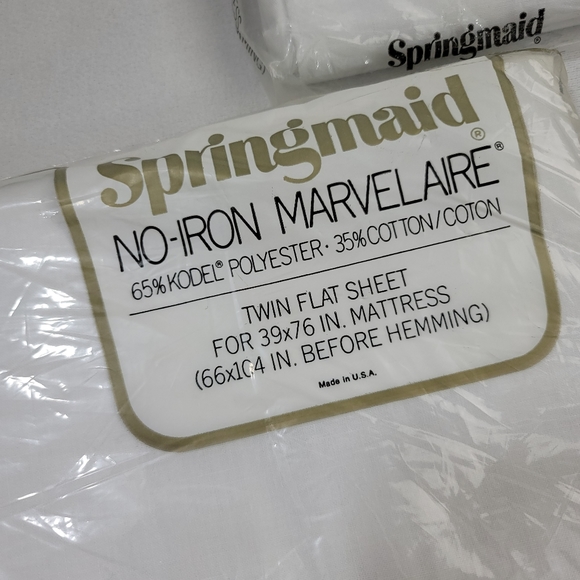 Springmaid®
Springmaid®
NO-IRON MARVELAIRE®
65% KODEL® POLYESTER · 35% COTTON/COTON
TWIN FLAT SHEET
FOR 39x76 IN. MATTRESS
(66x104 IN. BEFORE HEMMING)
Made in U.S.A.